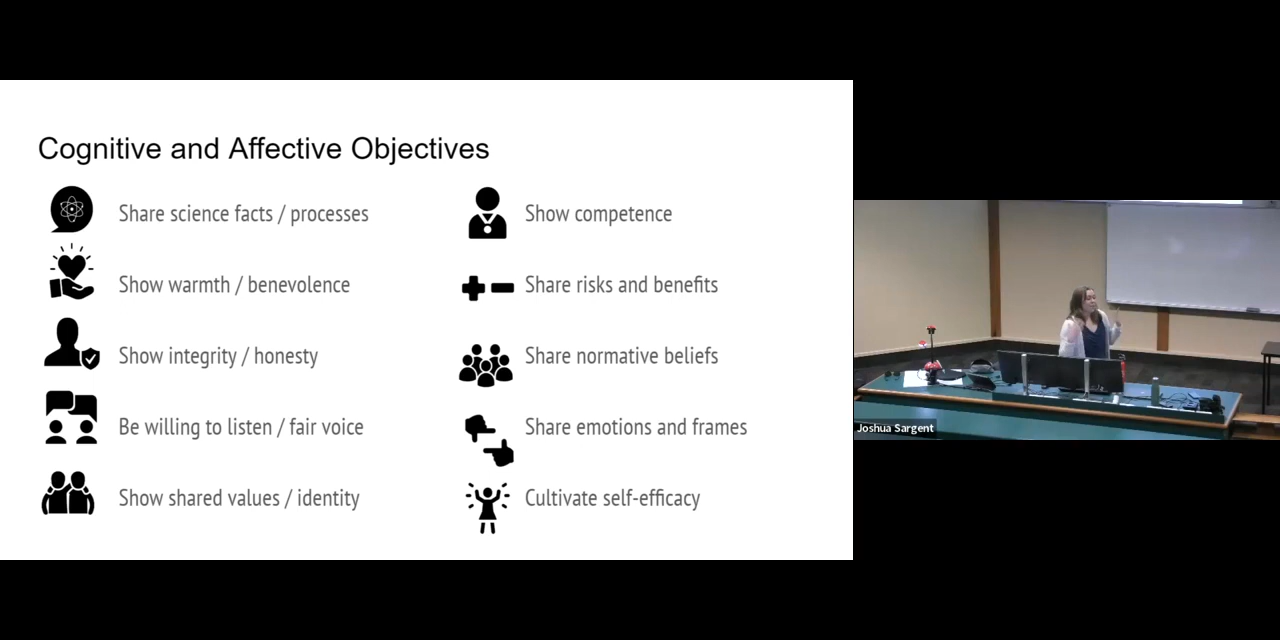 Cognitive and Affective Objectives
Share science facts / processes
Show warmth / benevolence
Show integrity / honesty
Be willing to listen / fair voice
Show shared values / identity
Show competence
Share risks and benefits
Share normative beliefs
Share emotions and frames
Cultivate self-efficacy
Joshua Sargent